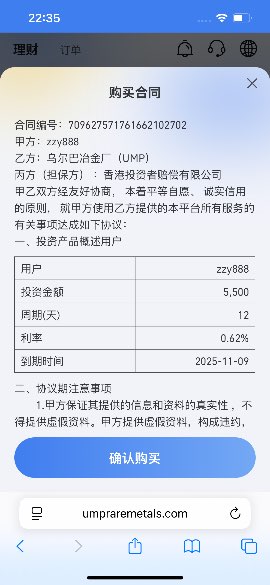 22:35
理财 订单
购买合同
合同编号：709627571761662102702
甲方：zzy888
乙方：乌尔巴冶金厂（UMP）
丙方（担保方）：香港投资者赔偿有限公司
甲乙双方经友好协商，本着平等自愿、诚实信用
的原则，就甲方使用乙方提供的本平台所有服务的
有关事项达成如下协议：
一、投资产品概述用户
用户 zzy888
投资金额 5,500
周期(天) 12
利率 0.62%
到期时间 2025-11-09
二、协议期注意事项
1.甲方保证其提供的信息和资料的真实性，不
得提供虚假资料。甲方提供虚假资料，构成违约，
确认购买
umpraremetals.com